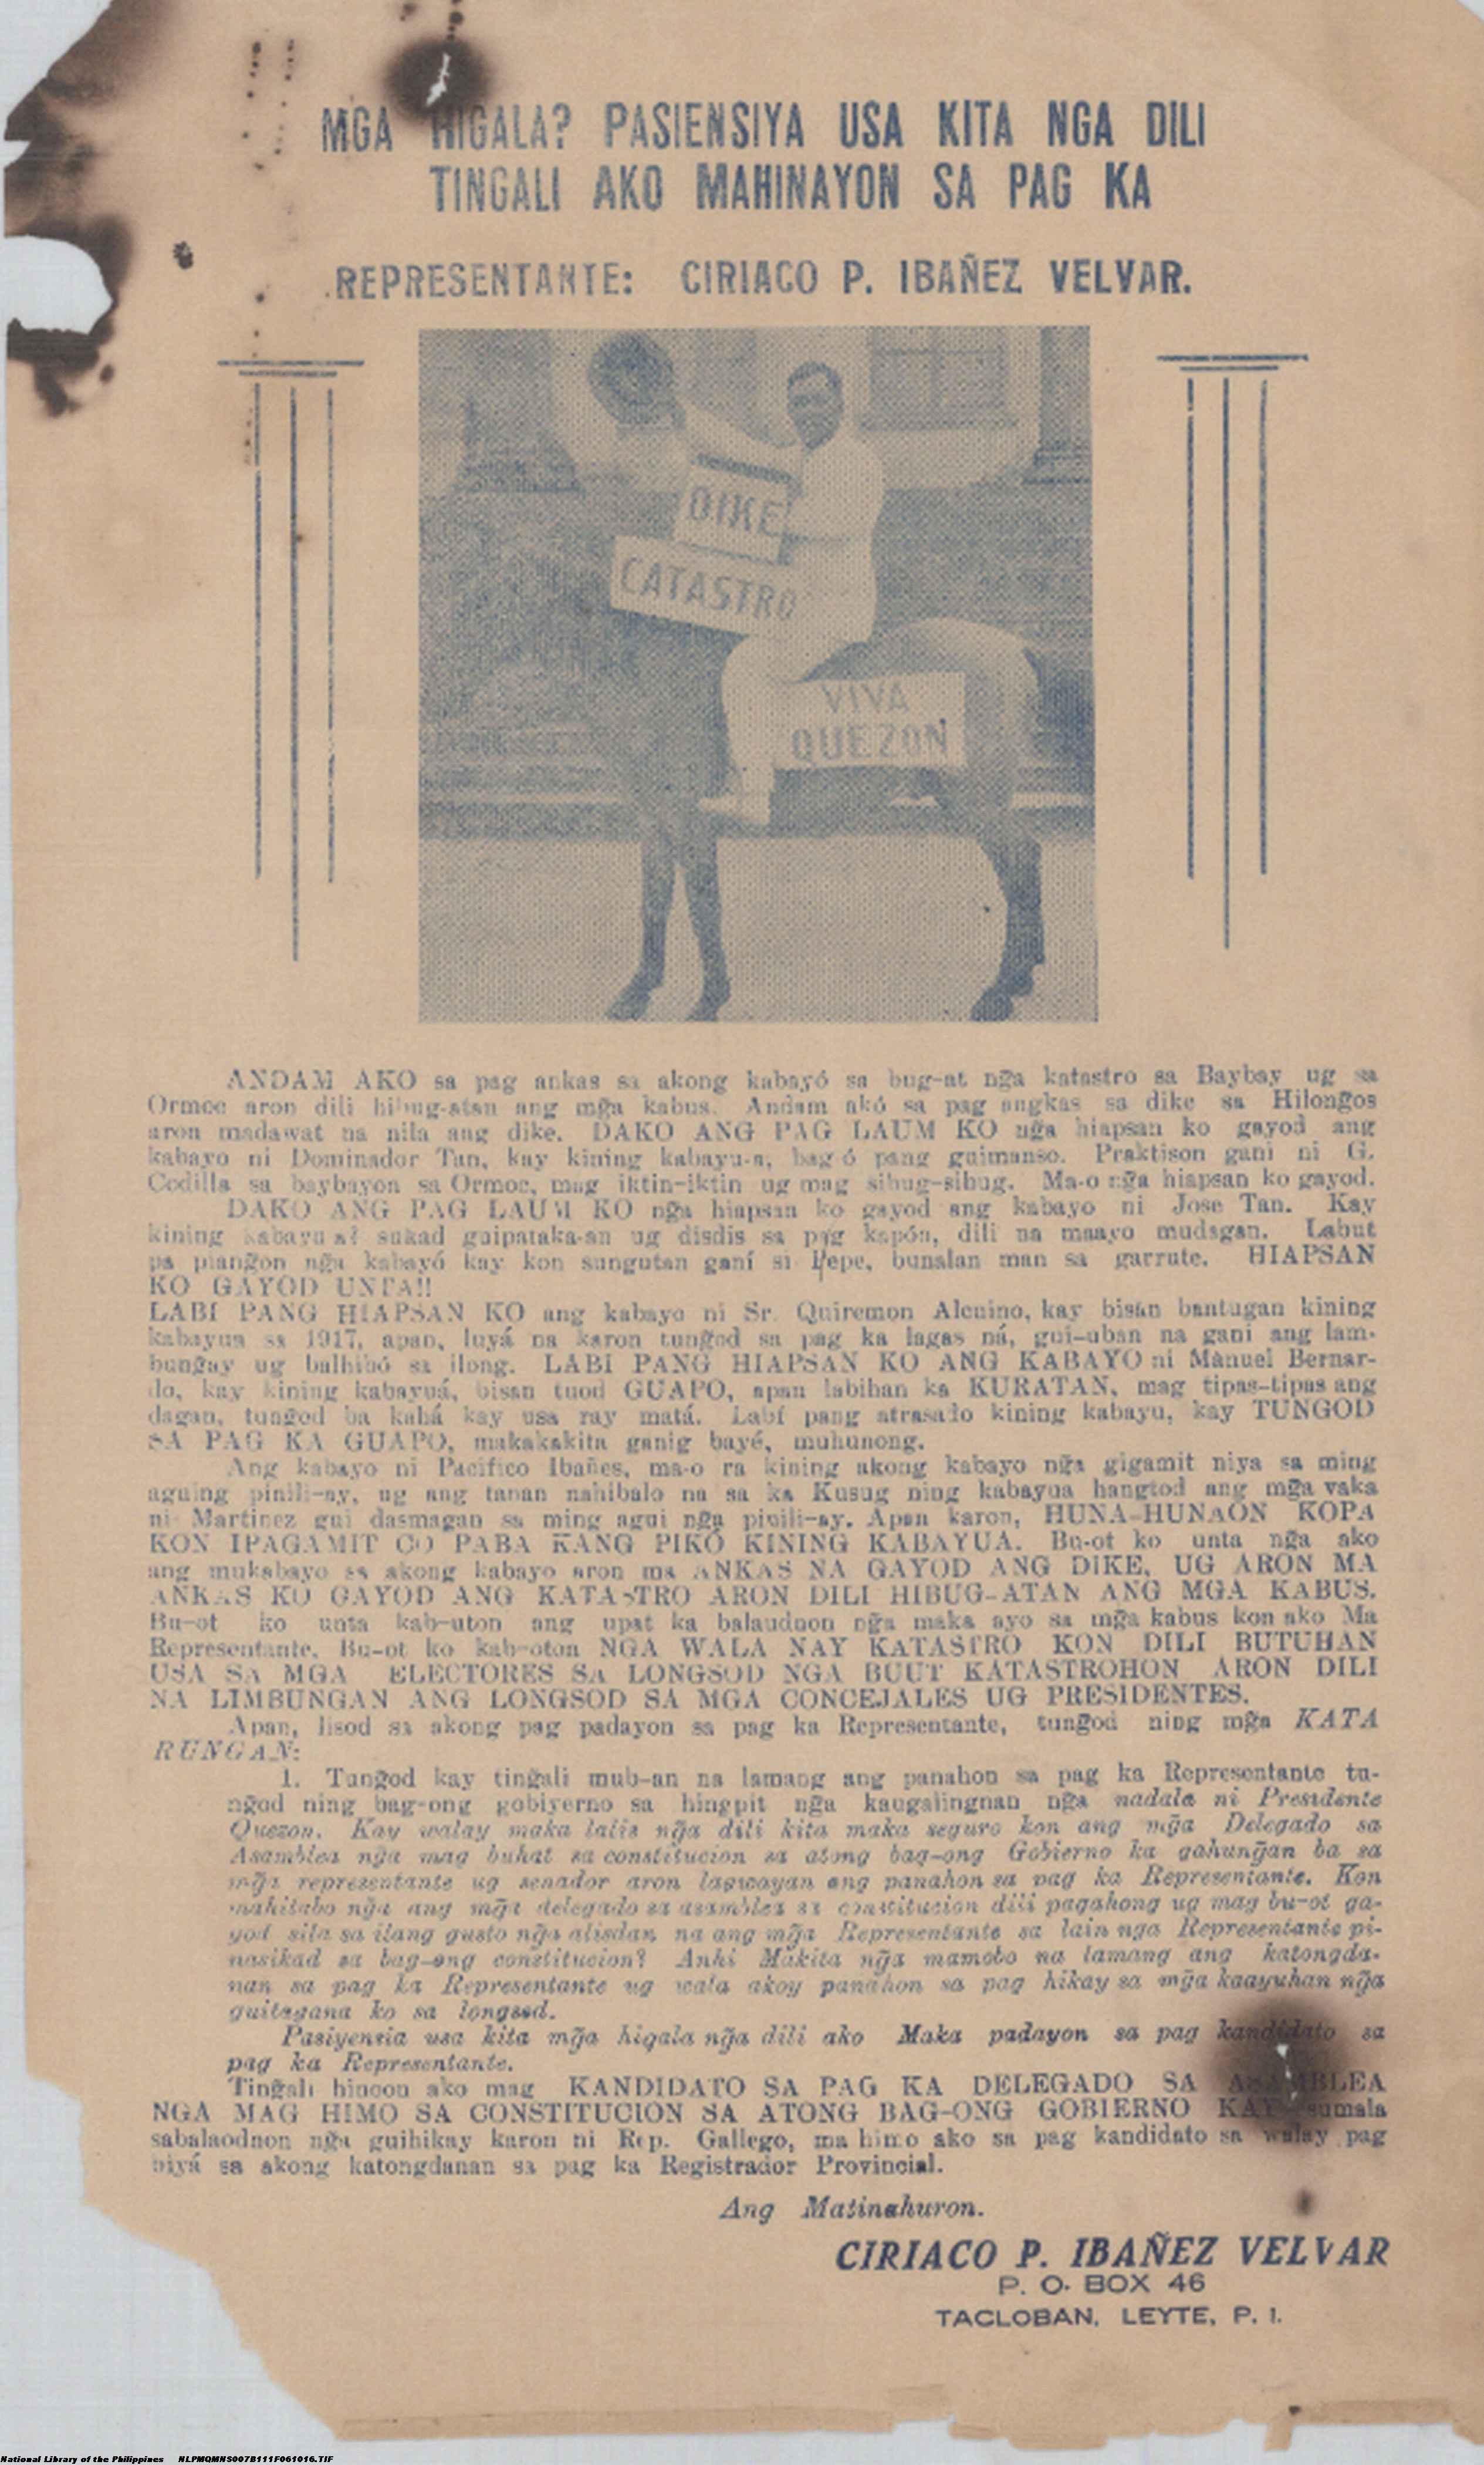 MGA HIGALA? PASIENSIYA USA KITA NGA DILI
TINGALI AKO MAHINAYON SA PAG KA
REPRESENTANTE: CIRIACO P. IBAÑEZ VELVAR.
DIKE
CATASTRO
VIVA
QUEZON
ANDAM AKO sa pag ankas sa akong kabayó sa bug-at nga katastro sa Baybay ug sa
Ormoc aron dili hibug-atan ang mga kabus. Andam akó sa pag angkas sa dike sa Hilongos
aron madawat na nila ang dike. DAKO ANG PAG LAUM KO nga hiapsan ko gayod ang
kabayo ni Dominador Tan, kay kining kabayu-a, bag-ó pang guimanso. Praktison gani ni G.
Codilla sa baybayon sa Ormoc, mag iktin-iktin ug mag sibug-sibug. Ma-o nga hiapsan ko gayod.
DAKO ANG PAG LAUM KO nga hiapsan ko gayod ang kabayo ni Jose Tan. Kay
kining kabayua! sukad guipataka-an ug disdis sa pag kapón, dili na maayo mudagan. Labut
pa piangon nga kabayó kay kon sungutan ganí si Pepe, bunalan man sa garrute. HIAPSAN
KO GAYOD UNTA!!
LABI PANG HIAPSAN KO ang kabayo ni Sr. Quiremon Alcuino, kay bisan bantugan kining
kabayua sa 1917, apan, luyá na karon tungod sa pag ka lagas ná, gui-uban na gani ang lam-
bungay ug balhibó sa ilong. LABI PANG HIAPSAN KO ANG KABAYO ni Manuel Bernar-
do, kay kining kabayuá, bisan tuod GUAPO, apan labihan ka KURATAN, mag tipas-tipas ang
dagan, tungod ba kahá kay usa ray matá. Labí pang atrasado kining kabayu, kay TUNGOD
SA PAG KA GUAPO, makakakita ganig bayé, muhunong.
Ang kabayo ni Pacifico Ibañes, ma-o ra kining akong kabayo nga gigamit niya sa ming
aguing pinili-ay, ug ang tanan nahibalo na sa ka Kusug ning kabayua hangtod ang mga vaka
ni Martinez gui dasmagan sa ming agui nga pinili-ay. Apan karon, HUNA-HUNAON KOPA
KON IPAGAMIT CO PABA KANG PIKÓ KINING KABAYUA. Bu-ot ko unta nga ako
ang mukabayo sa akong kabayo aron ma ANKAS NA GAYOD ANG DIKE, UG ARON MA
ANKAS KO GAYOD ANG KATASTRO ARON DILI HIBUG-ATAN ANG MGA KABUS.
Bu-ot ko unta kab-uton ang upat ka balaudnon nga maka ayo sa mga kabus kon ako Ma
Representante. Bu-ot ko kab-oton NGA WALA NAY KATASTRO KON DILI BUTUHAN
USA SA MGA ELECTORES SA LONGSOD NGA BUUT KATASTROHON ARON DILI
NA LIMBUNGAN ANG LONGSOD SA MGA CONCEJALES UG PRESIDENTES.
Apan, lisod sa akong pag padayon sa pag ka Representante, tungod ning mga KATA
RUNGAN:
1. Tungod kay tingali mub-an na lamang ang panahon sa pag ka Representante tu-
ngod ning bag-ong gobiyerno sa hingpit nga kaugalingnan nga nadala ni Presidente
Quezon. Kay walay maka lalis nga dili kita maka seguro kon ang mga Delegado sa
Asamblea nga mag buhat sa constitucion sa atong bag-ong Gobierno ka gahungan ba sa
mga representante ug senador aron lagwayan ang panahon sa pag ka Representante. Kon
mahitabo nga ang mga delegado sa asamblea sa constitucion dili pagahong ug mag bu-ot ga-
yod sila sa ilang gusto nga alisdan na ang mga Representante sa lain nga Representante pi-
nasikad sa bag-ong constitucion? Anhi Makita nga mamobo na lamang ang katongda-
nan sa pag ka Representante ug wala akoy panahon sa pag hikay sa mga kaayuhan nga
guitagana ko sa longsod.
Pasiyensia usa kita mga higala nga dili ako Maka padayon sa pag kandidato sa
pag ka Representante.
Tingali hinoon ako mag KANDIDATO SA PAG KA DELEGADO SA ASAMBLEA
NGA MAG HIMO SA CONSTITUCION SA ATONG BAG-ONG GOBIERNO KAY sumala
sabalaodnon nga guihikay karon ni Rep. Gallego, ma himo ako sa pag kandidato sa walay pag
biyá sa akong katongdanan sa pag ka Registrador Provincial.
Ang Matinahuron.
CIRIACO P. IBAÑEZ VELVAR
P. O. BOX 46
TACLOBAN, LEYTE, P. I.
National Library of the Philippines NLPMQMNS007B111F061016.TIF